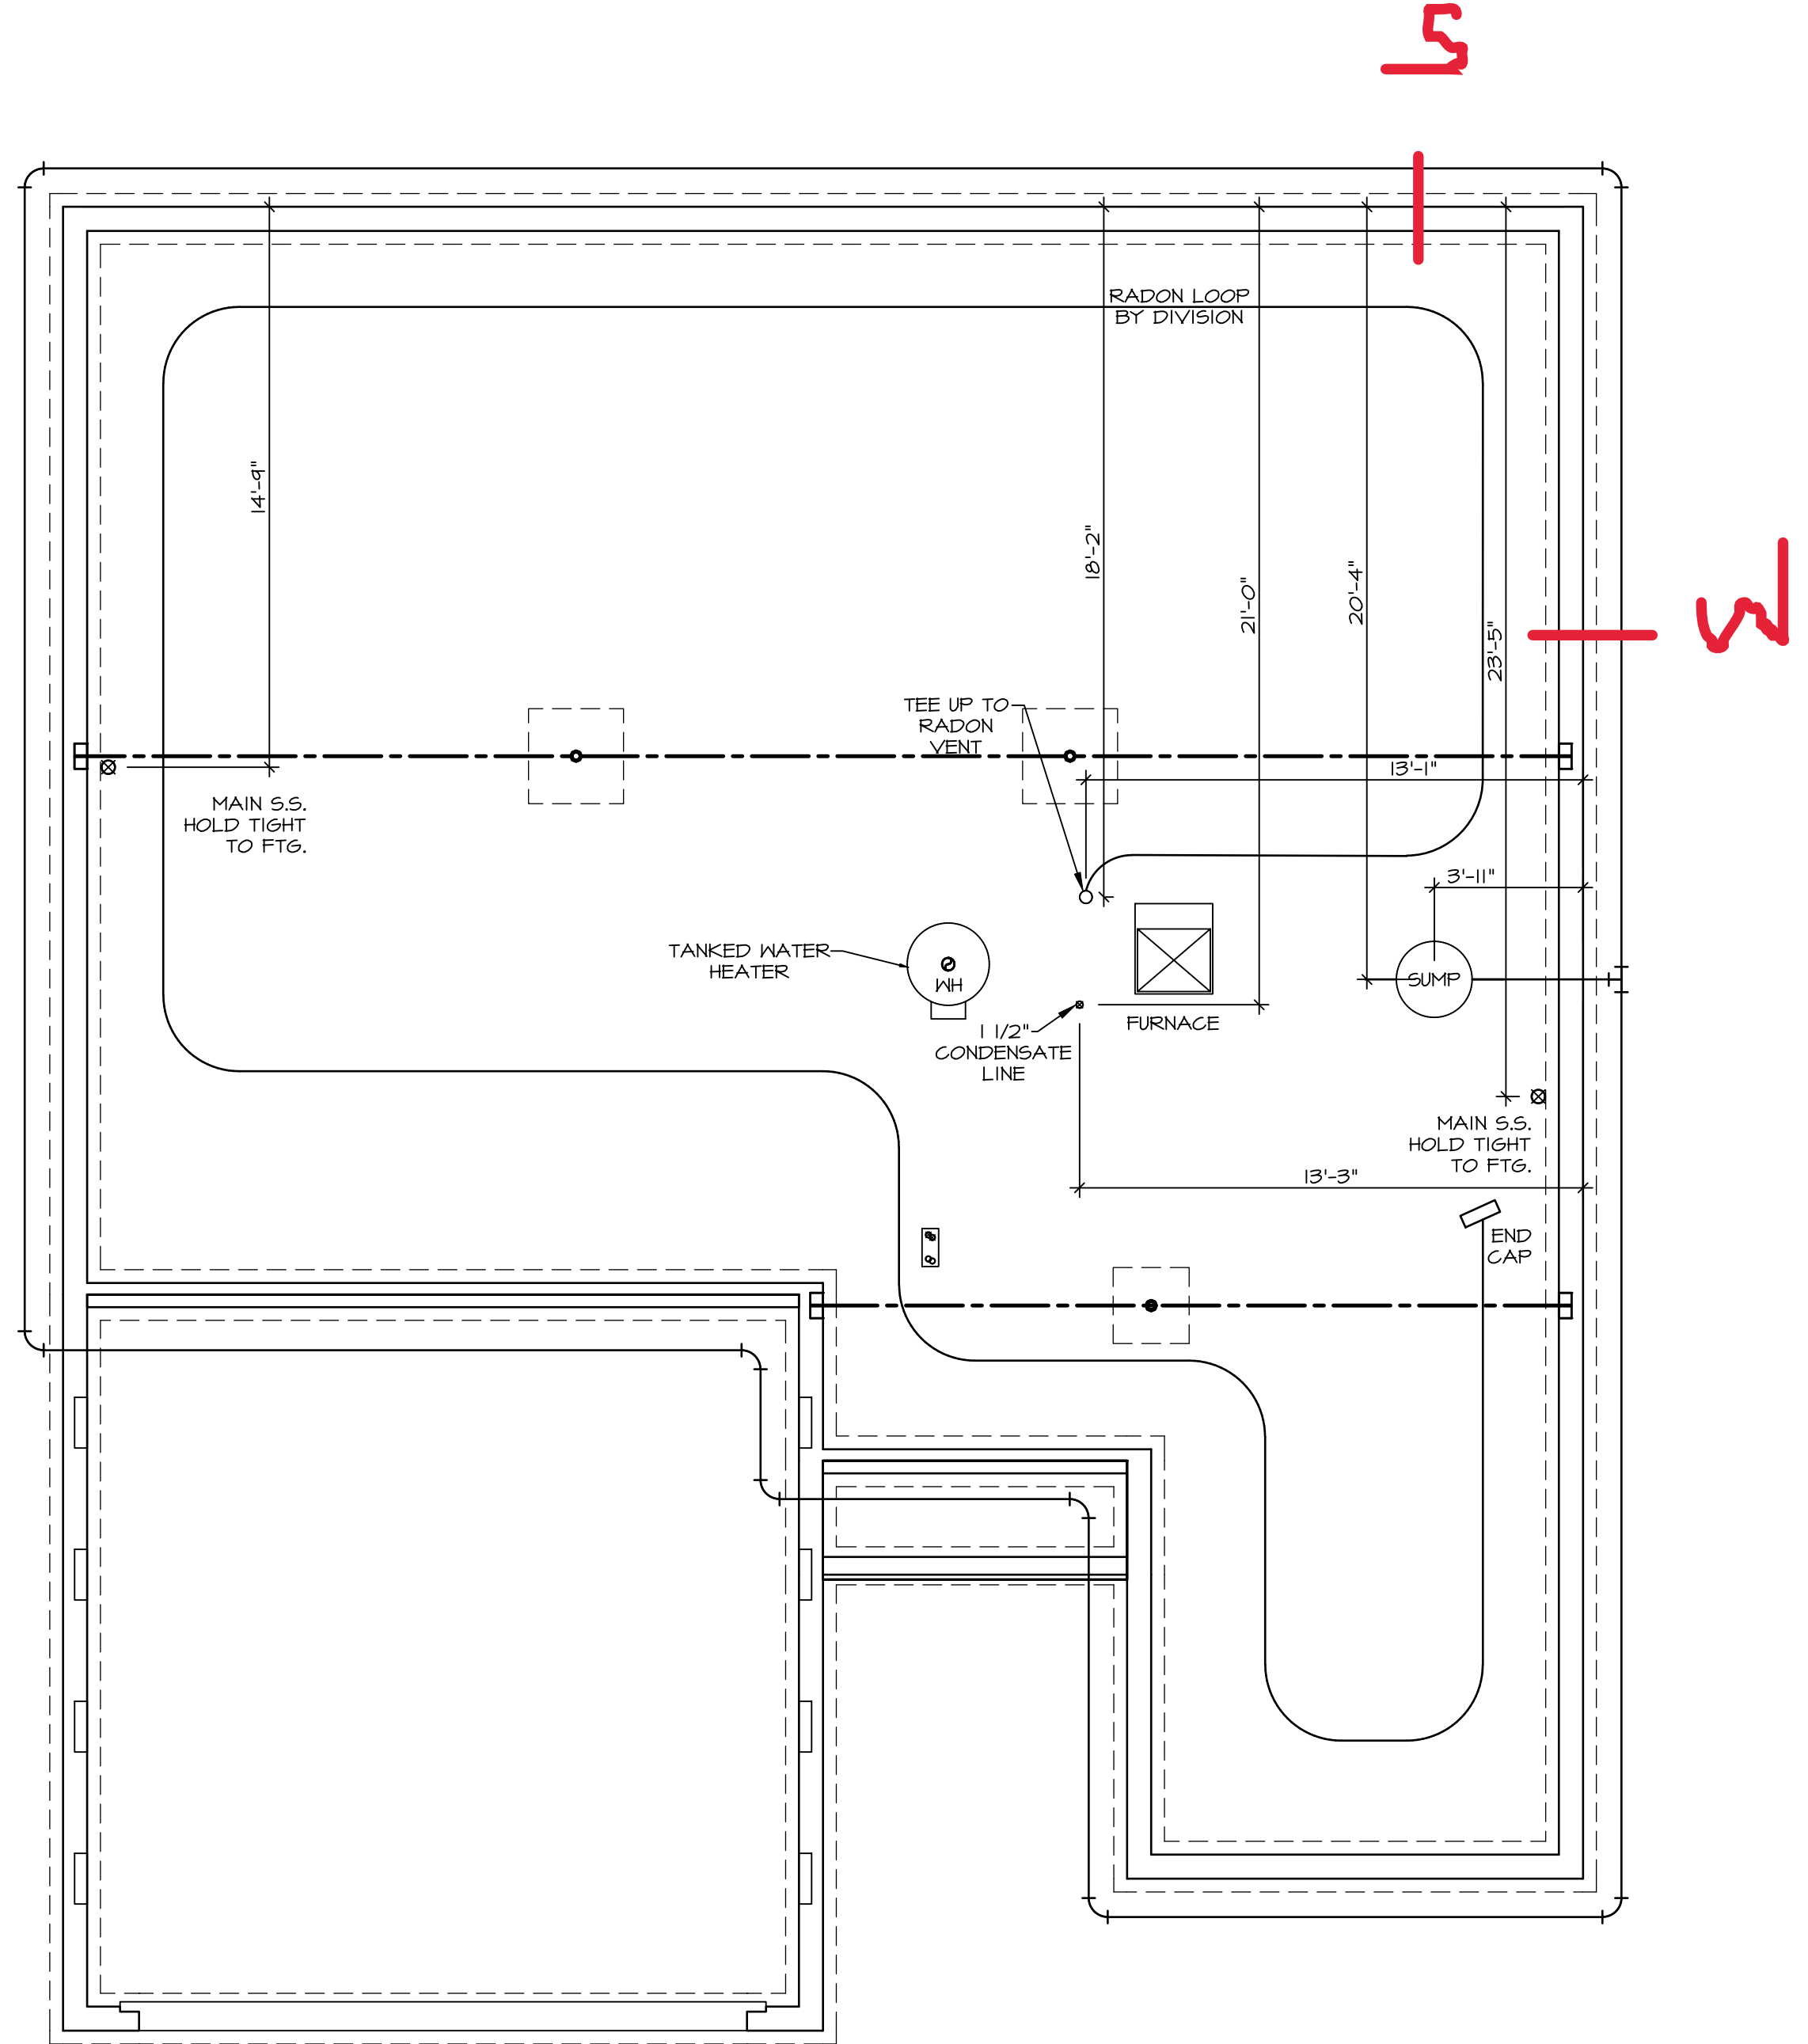 RADON LOOP
BY DIVISION
14'-9"
18'-2"
21'-0"
20'-4"
23'-5"
TEE UP TO
RADON
VENT
13'-1"
MAIN S.S.
HOLD TIGHT
TO FTG.
3'-11"
TANKED WATER
HEATER
WH
SUMP
FURNACE
1 1/2"
CONDENSATE
LINE
MAIN S.S.
HOLD TIGHT
TO FTG.
13'-3"
END
CAP